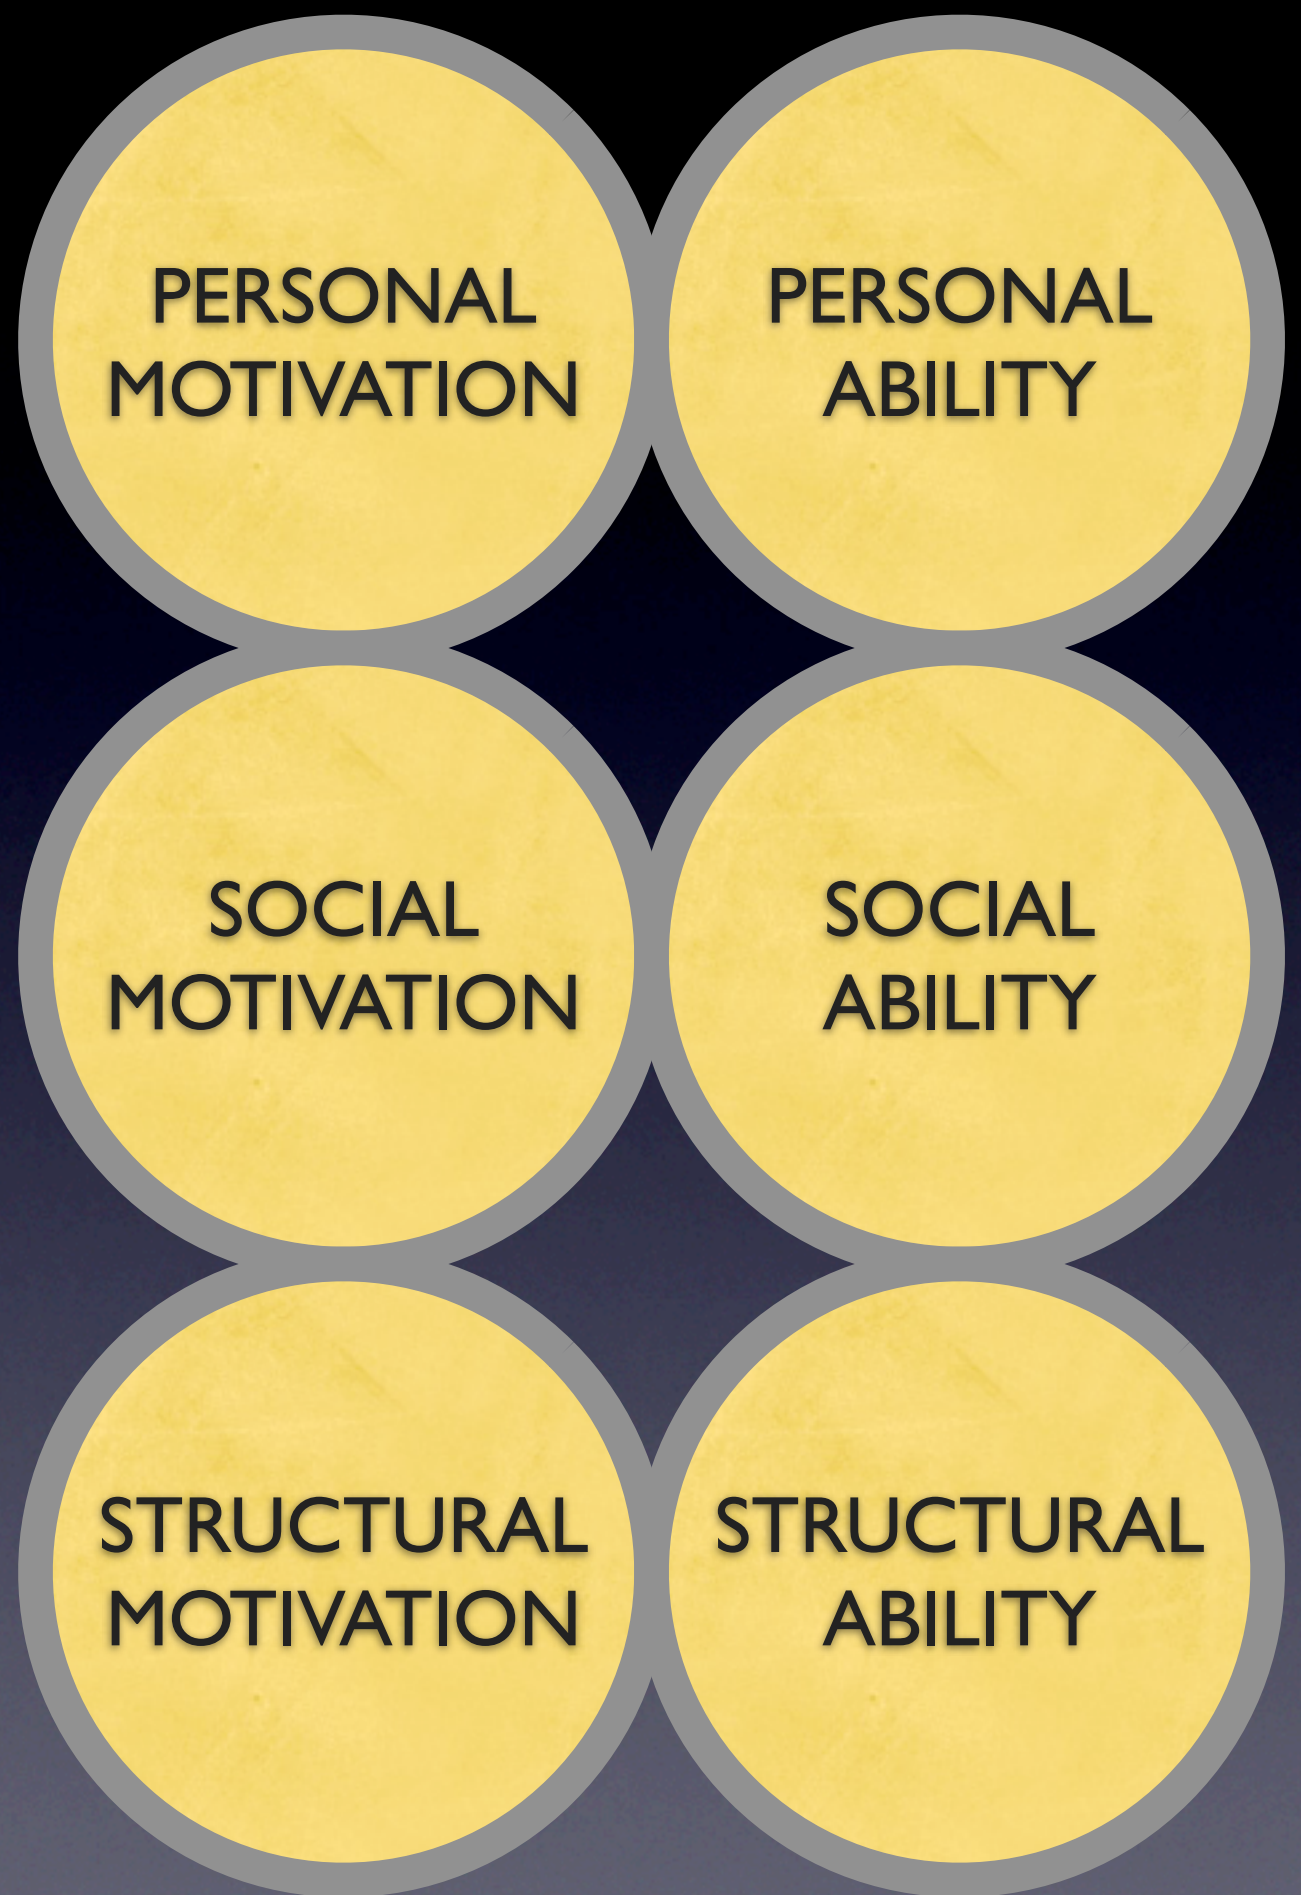 PERSONAL
MOTIVATION
PERSONAL
ABILITY
SOCIAL
MOTIVATION
SOCIAL
ABILITY
STRUCTURAL
MOTIVATION
STRUCTURAL
ABILITY